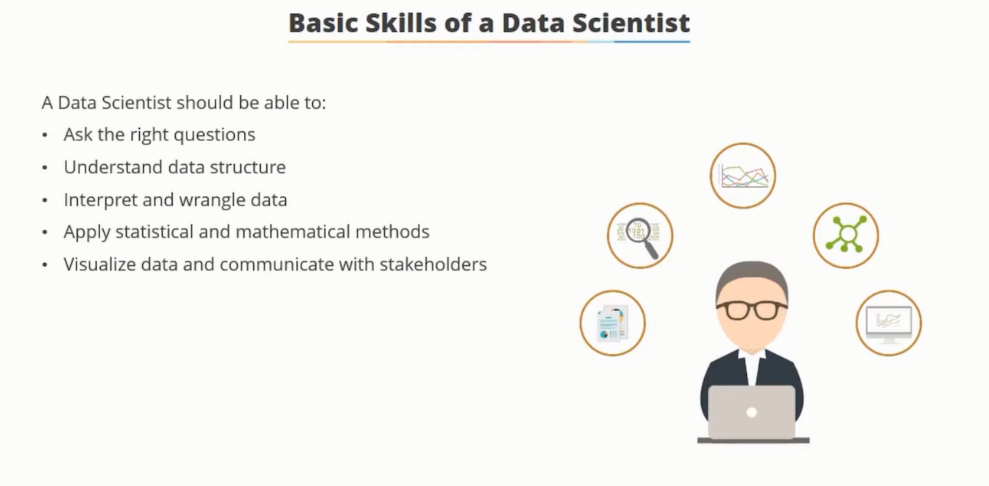 Basic Skills of a Data Scientist
A Data Scientist should be able to:
• Ask the right questions
• Understand data structure
• Interpret and wrangle data
• Apply statistical and mathematical methods
• Visualize data and communicate with stakeholders